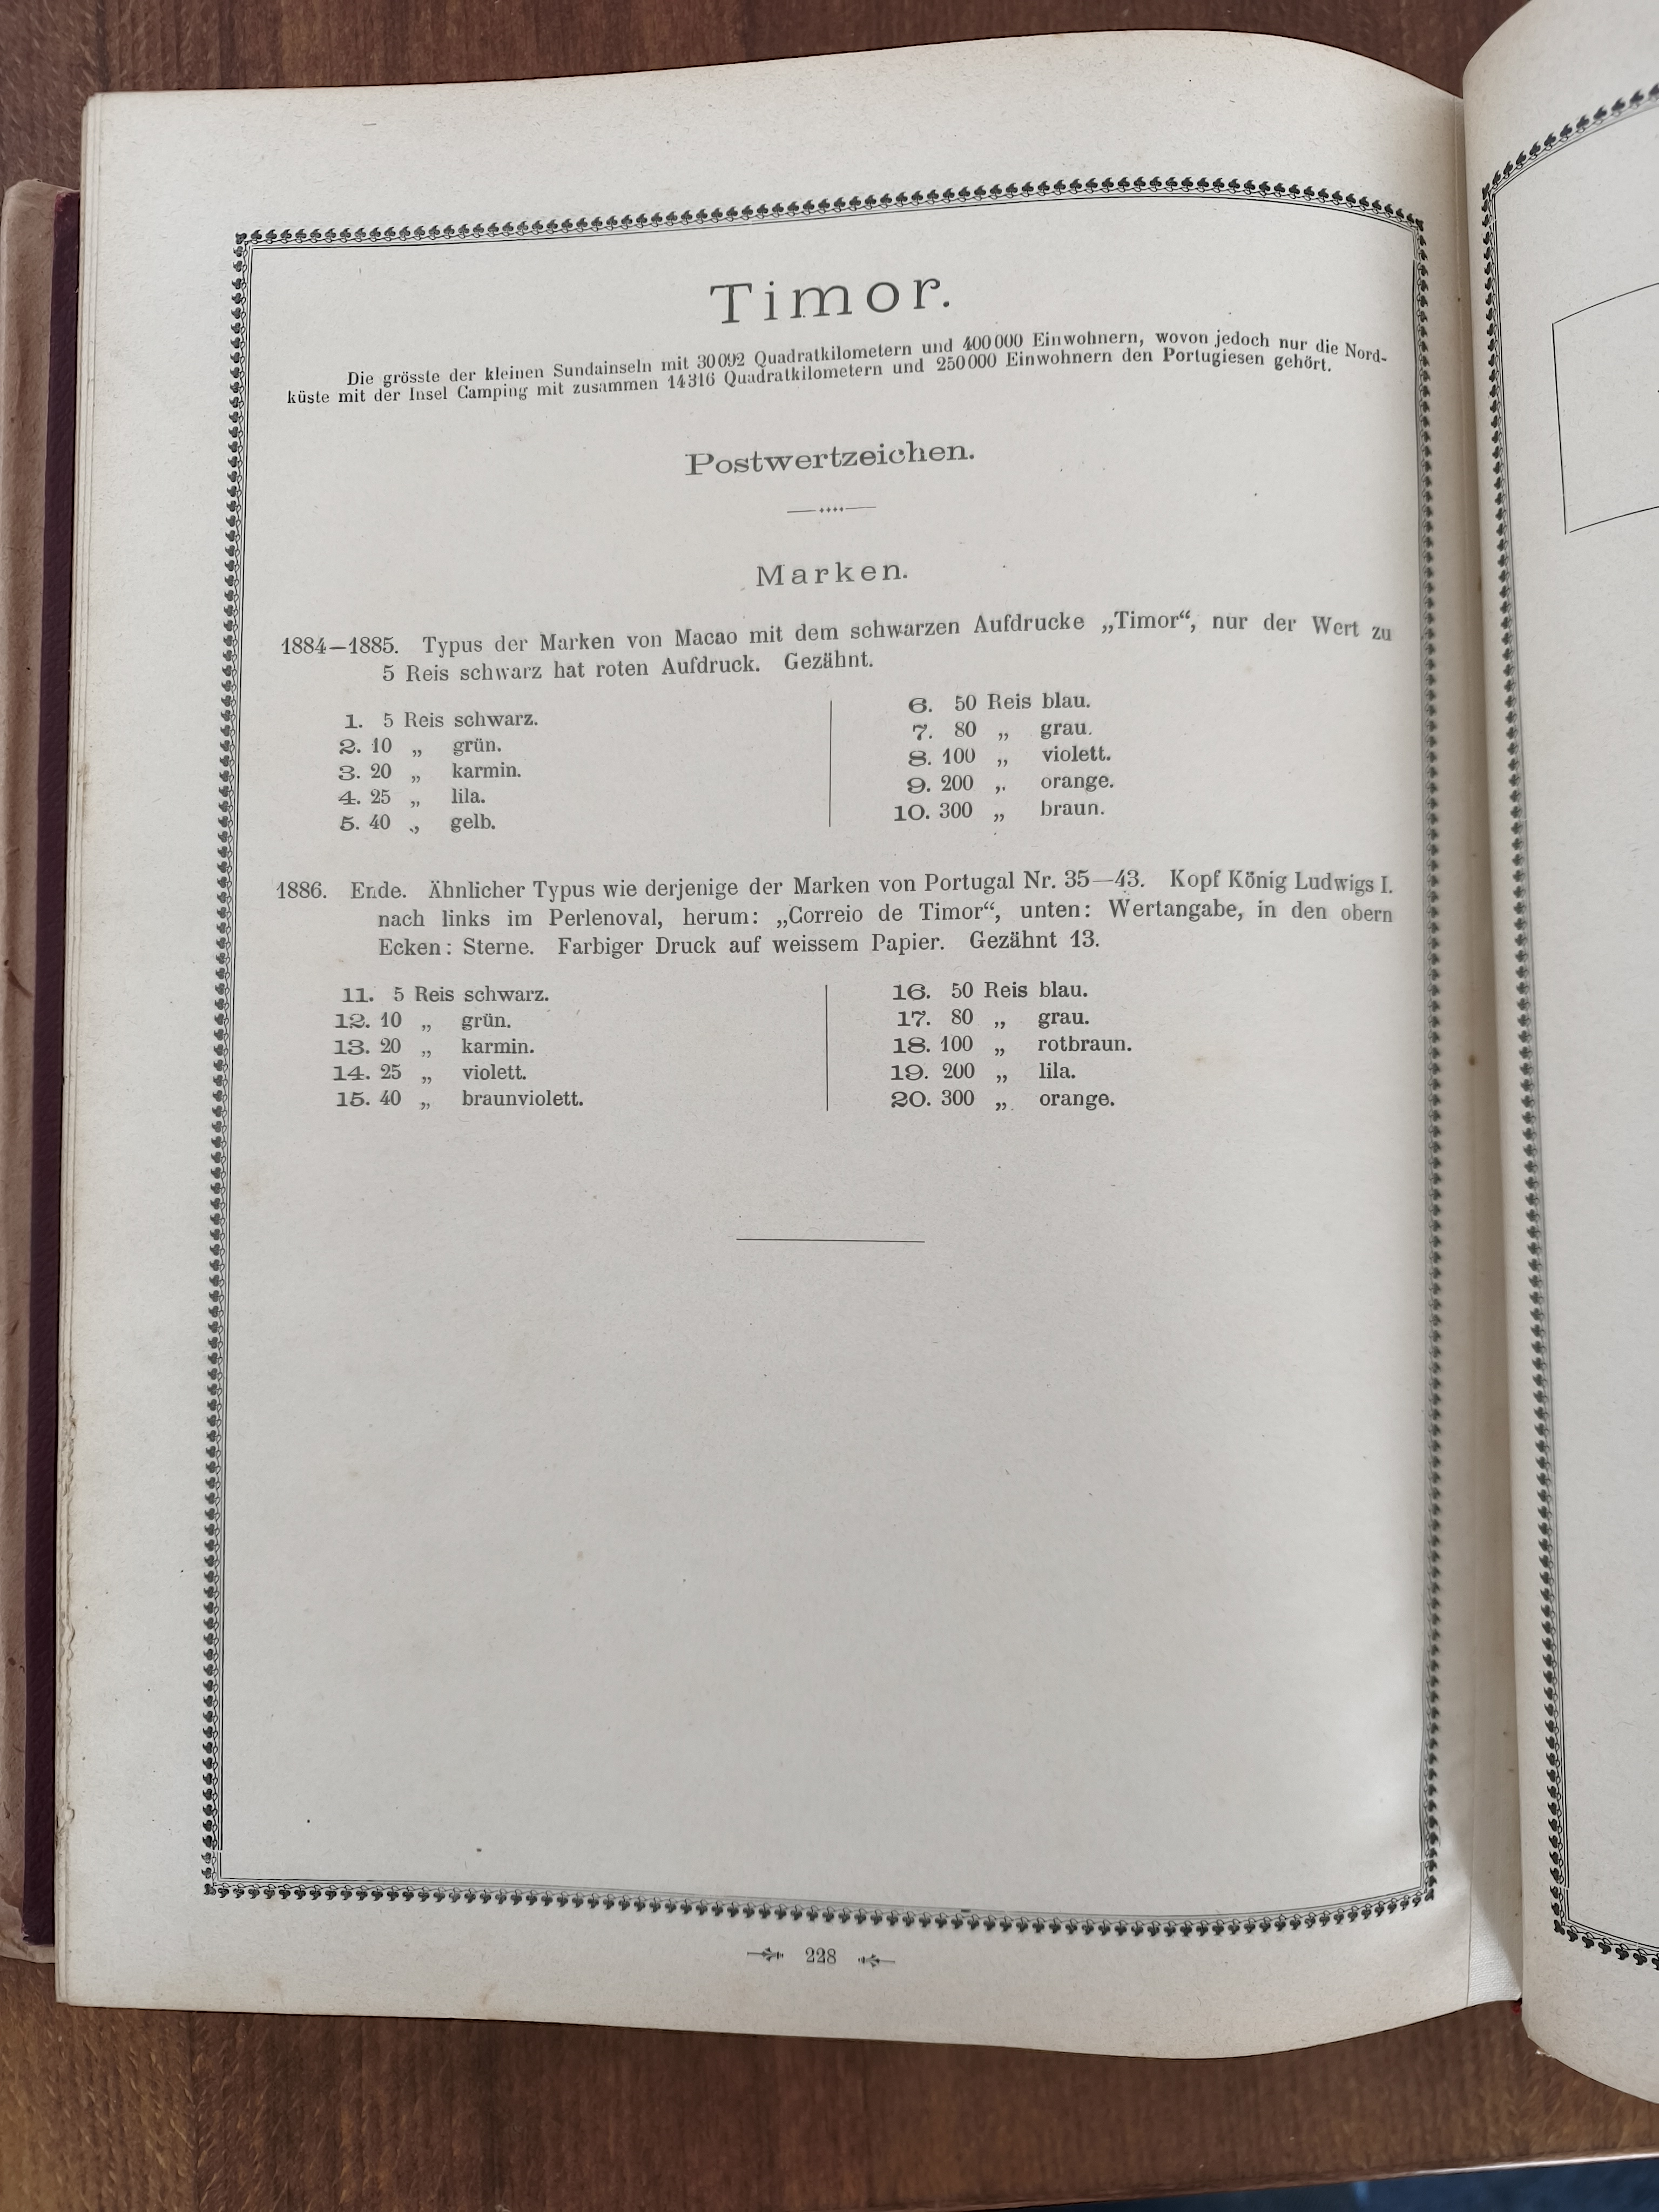 Timor.
Die grösste der kleinen Sundainseln mit 30092 Quadratkilometern und 400000 Einwohnern, wovon jedoch nur die Nord-
küste mit der Insel Camping mit zusammen 14316 Quadratkilometern und 250000 Einwohnern den Portugiesen gehört.
Postwertzeichen.
Marken.
1884—1885. Typus der Marken von Macao mit dem schwarzen Aufdrucke „Timor“, nur der Wert zu
5 Reis schwarz hat roten Aufdruck. Gezähnt.
1. 5 Reis schwarz.
2. 10 „ grün.
3. 20 „ karmin.
4. 25 „ lila.
5. 40 „ gelb.
6. 50 Reis blau.
7. 80 „ grau.
8. 100 „ violett.
9. 200 „ orange.
10. 300 „ braun.
1886. Ende. Ähnlicher Typus wie derjenige der Marken von Portugal Nr. 35—43. Kopf König Ludwigs I.
nach links im Perlenoval, herum: „Correio de Timor“, unten: Wertangabe, in den obern
Ecken: Sterne. Farbiger Druck auf weissem Papier. Gezähnt 13.
11. 5 Reis schwarz.
12. 10 „ grün.
13. 20 „ karmin.
14. 25 „ violett.
15. 40 „ braunviolett.
16. 50 Reis blau.
17. 80 „ grau.
18. 100 „ rotbraun.
19. 200 „ lila.
20. 300 „ orange.
228